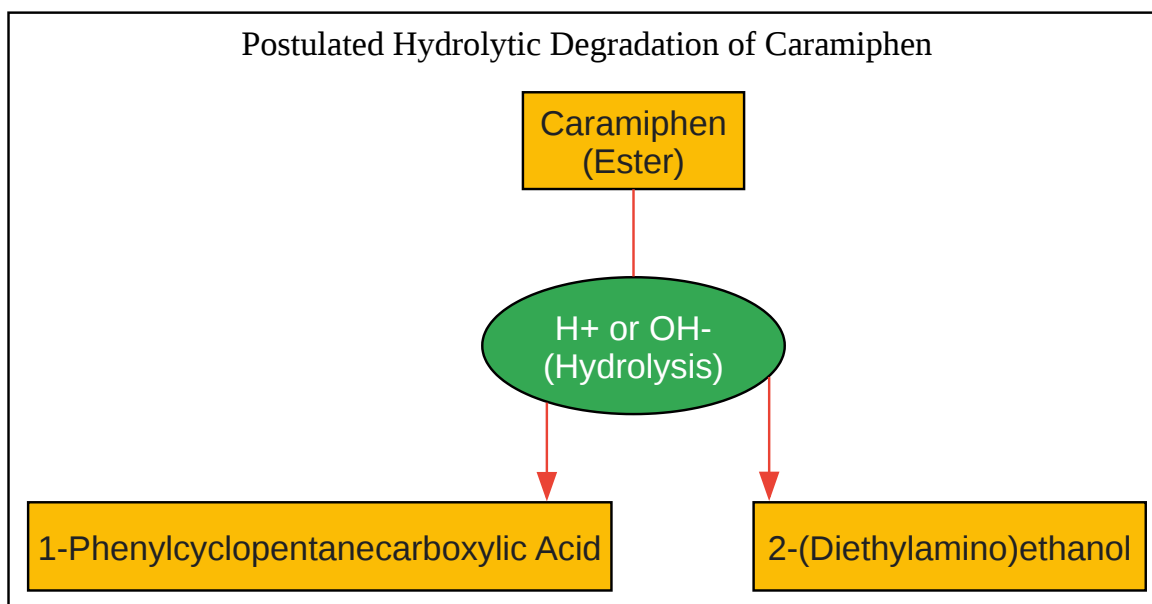 Postulated Hydrolytic Degradation of Caramiphen
Caramiphen
(Ester)
H+ or OH-
(Hydrolysis)
1-Phenylcyclopentanecarboxylic Acid
2-(Diethylamino)ethanol